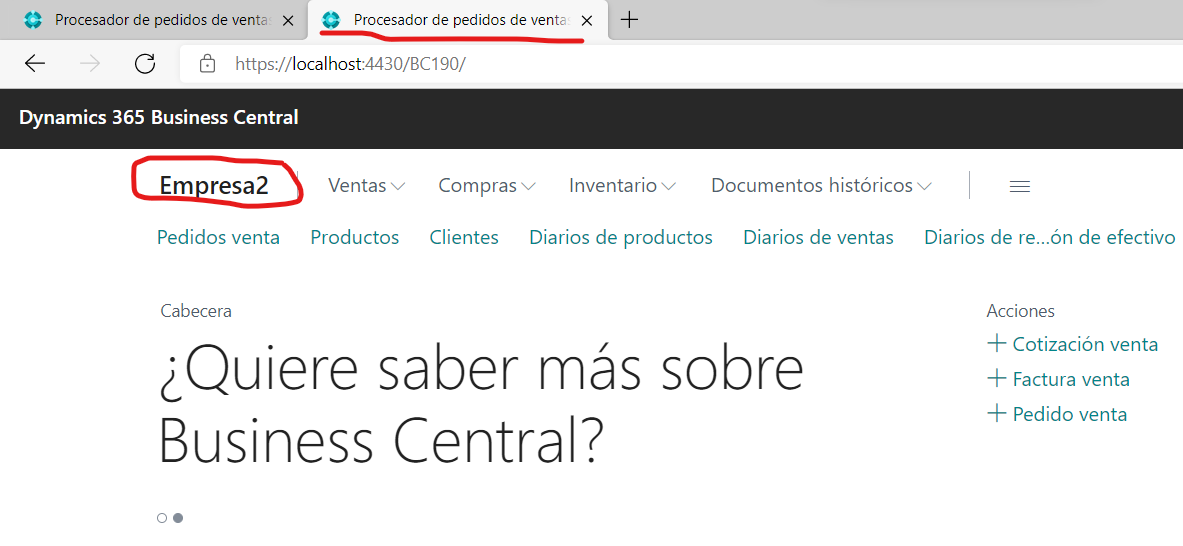 Procesador de pedidos de venta
Procesador de pedidos de venta
https://localhost:4430/BC190/
Dynamics 365 Business Central
Empresa2 Ventas Compras Inventario Documentos históricos
Pedidos venta Productos Clientes Diarios de productos Diarios de ventas Diarios de re...ón de efectivo
Cabecera
¿Quiere saber más sobre
Business Central?
Acciones
Cotización venta
Factura venta
Pedido venta